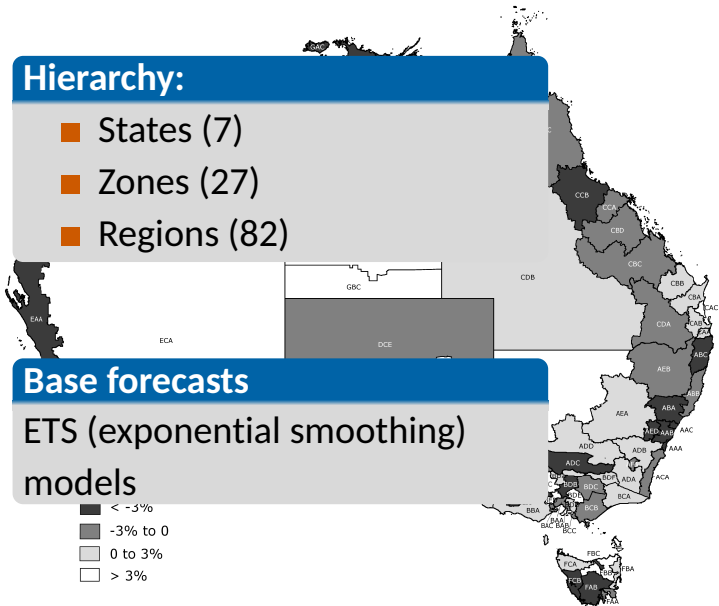 GAC
Hierarchy:
States (7)
Zones (27)
Regions (82)
CCB
CCA
CBD
CBC
CDB
GBC
CBB
CBA
CAC
EAA
CDA
CAB
ECA
DCE
ABC
AEB
Base forecasts
ABB
ABA
AEA
ETS (exponential smoothing)
models
AED
AAB
AAC
AAA
ADD
ADB
ADC
ACA
BDF
ADA
BDB
BDC
BDE
BCA
< -3%
BBA
BCB
BAA
BAC
BAB
BCC
-3% to 0
0 to 3%
> 3%
FBC
FCA
FBA
FBB
FCB
FAB
FAA